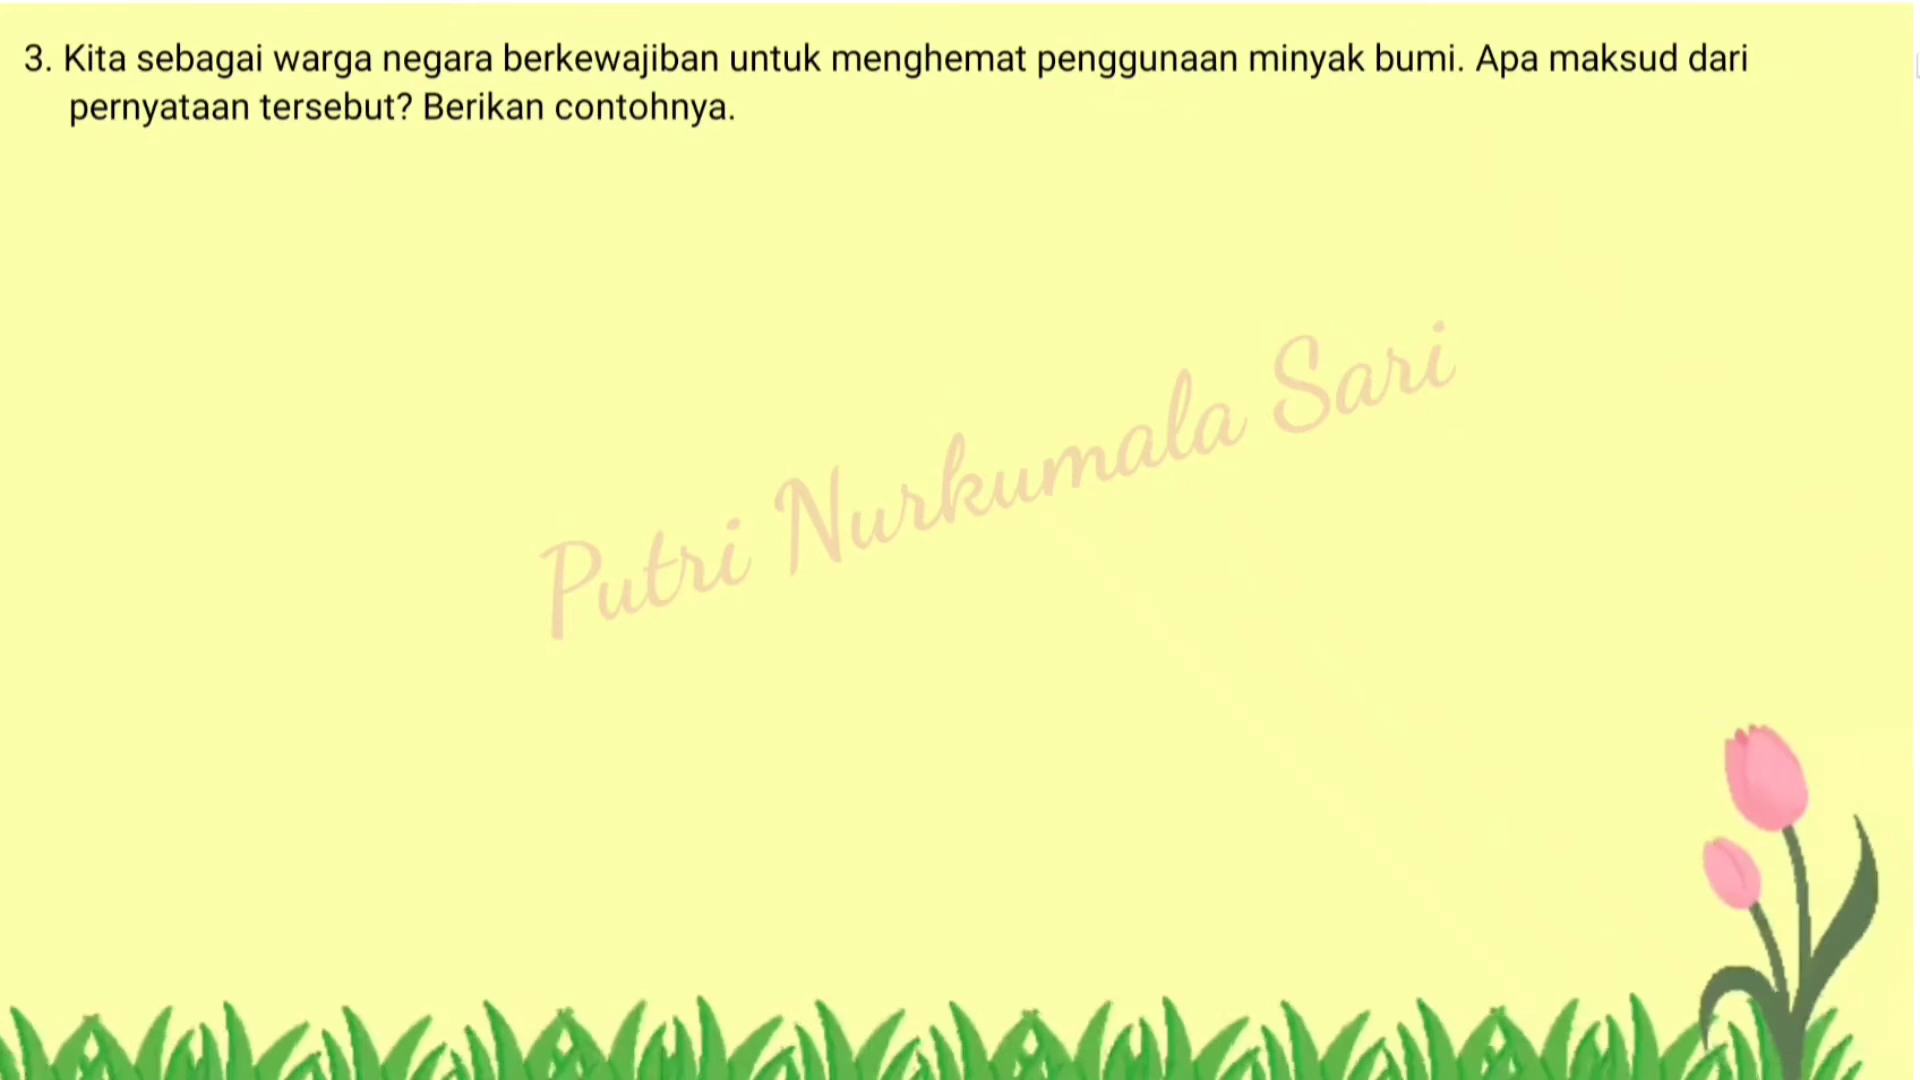 3. Kita sebagai warga negara berkewajiban untuk menghemat penggunaan minyak bumi. Apa maksud dari
pernyataan tersebut? Berikan contohnya.
Putri Nurkumala Sari